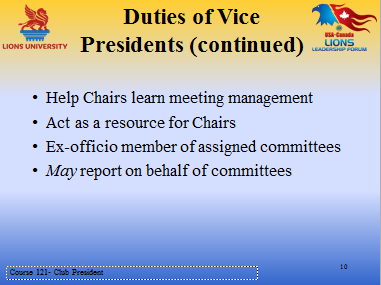 Duties of Vice
Presidents (continued)
LIONS UNIVERSITY
USA-Canada
LIONS
LEADERSHIP FORUM
• Help Chairs learn meeting management
• Act as a resource for Chairs
• Ex-officio member of assigned committees
• May report on behalf of committees
10
Course 121- Club President